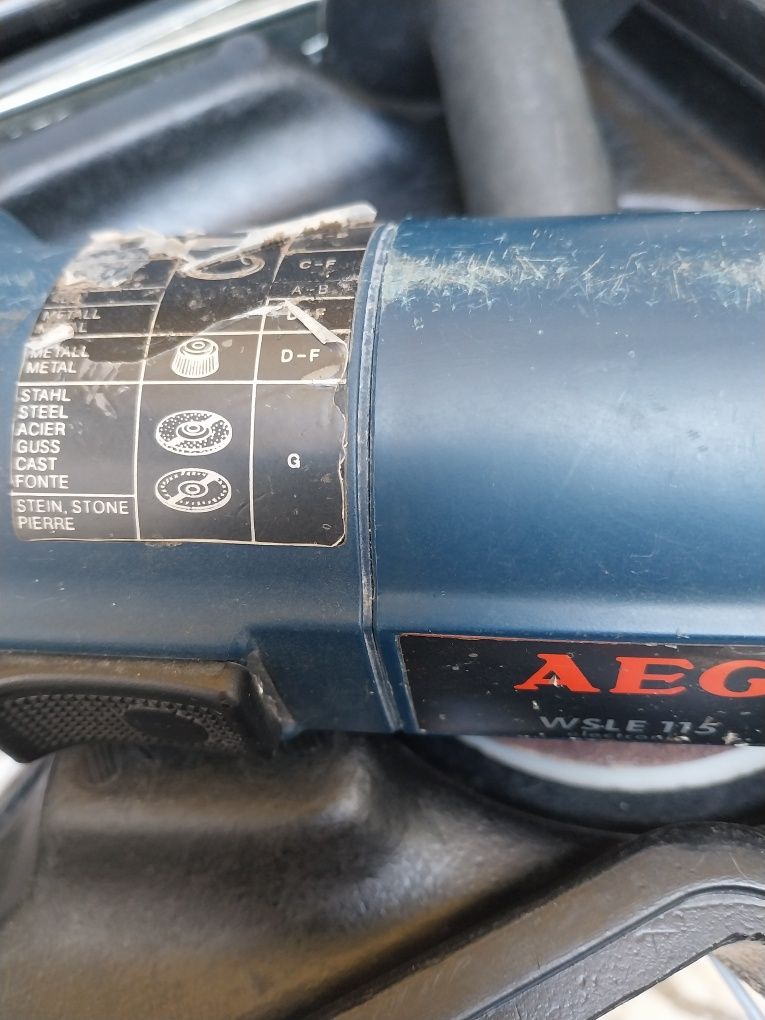 C-F
A-B
METALL
METALL
METAL
D-F
STAHL
STEEL
ACIER
GUSS
CAST
FONTE
G
STEIN, STONE
PIERRE
AEG
WSLE 115